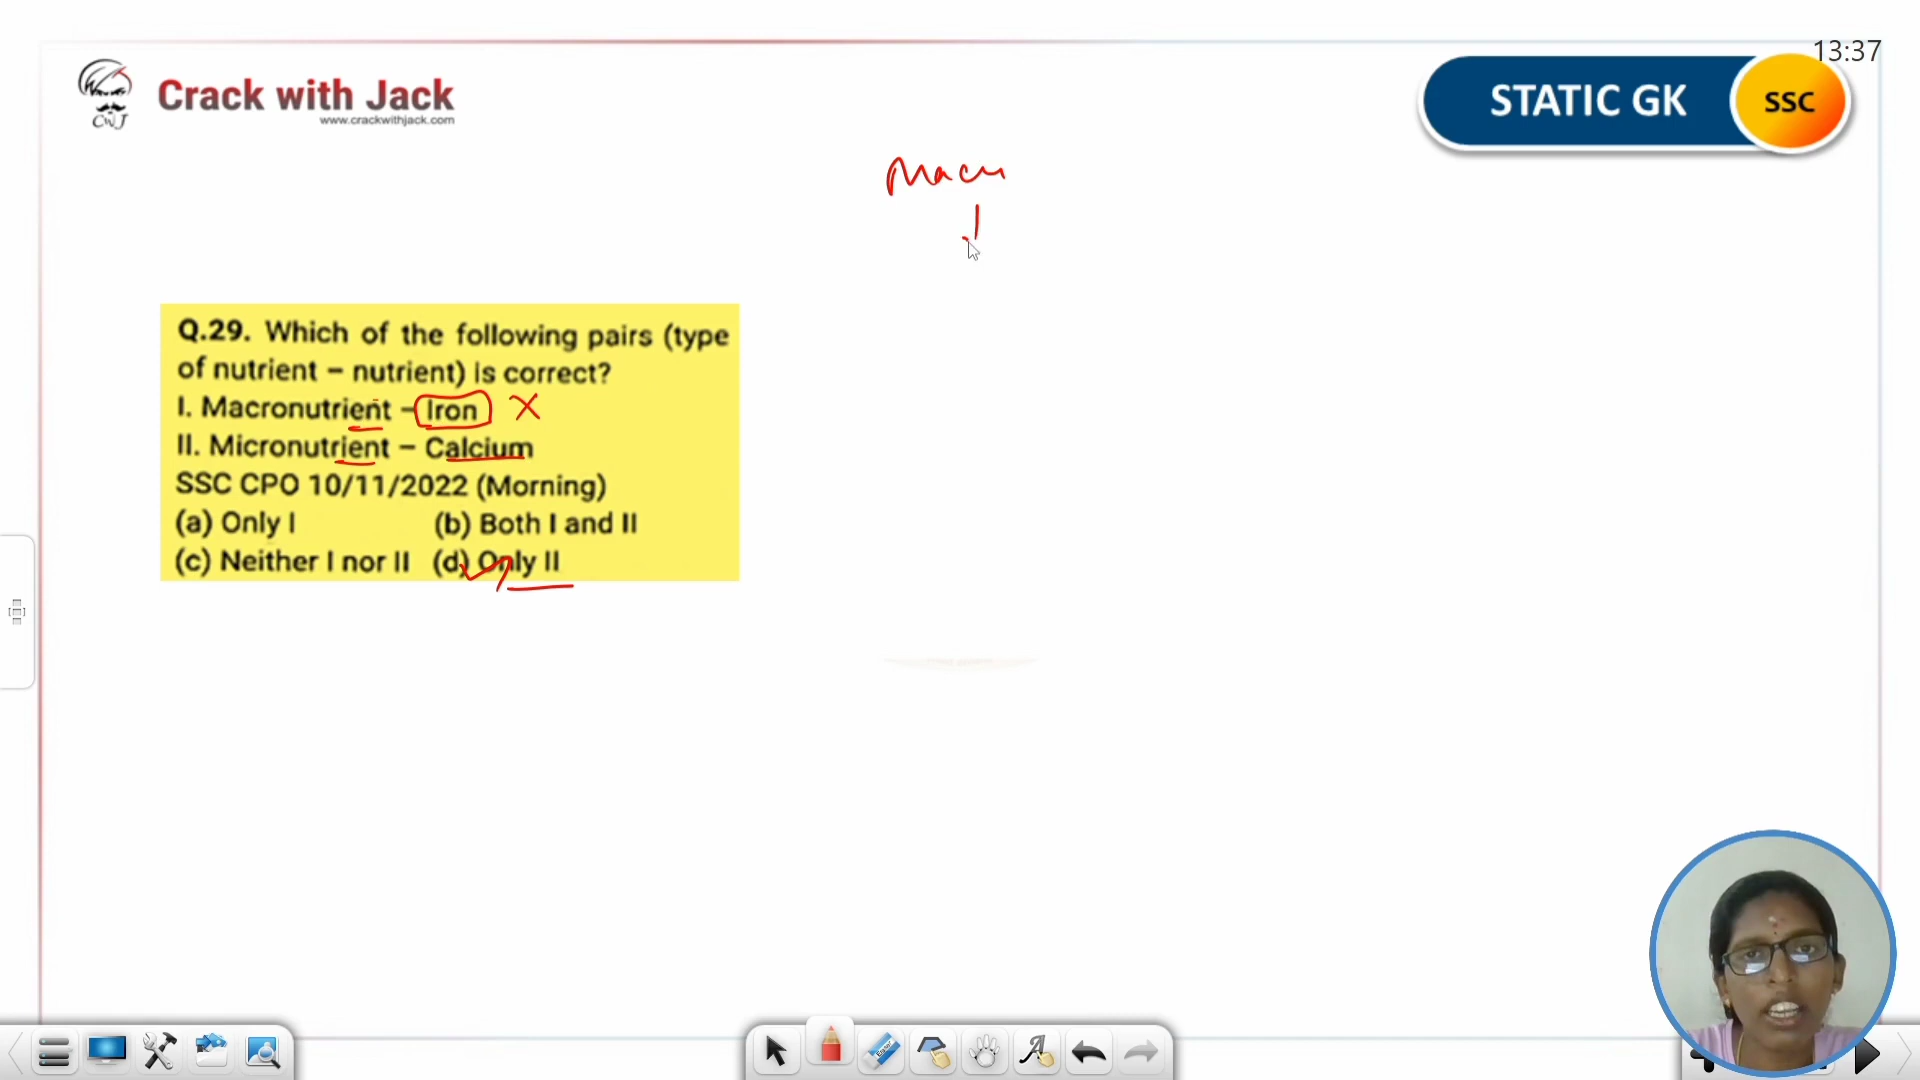 13:37
Crack with Jack
www.crackwithjack.com
CWJ
STATIC GK
SSC
Q.29. Which of the following pairs (type
of nutrient – nutrient) is correct?
I. Macronutrient – Iron X
II. Micronutrient – Calcium
SSC CPO 10/11/2022 (Morning)
(a) Only I (b) Both I and II
(c) Neither I nor II (d) Only II